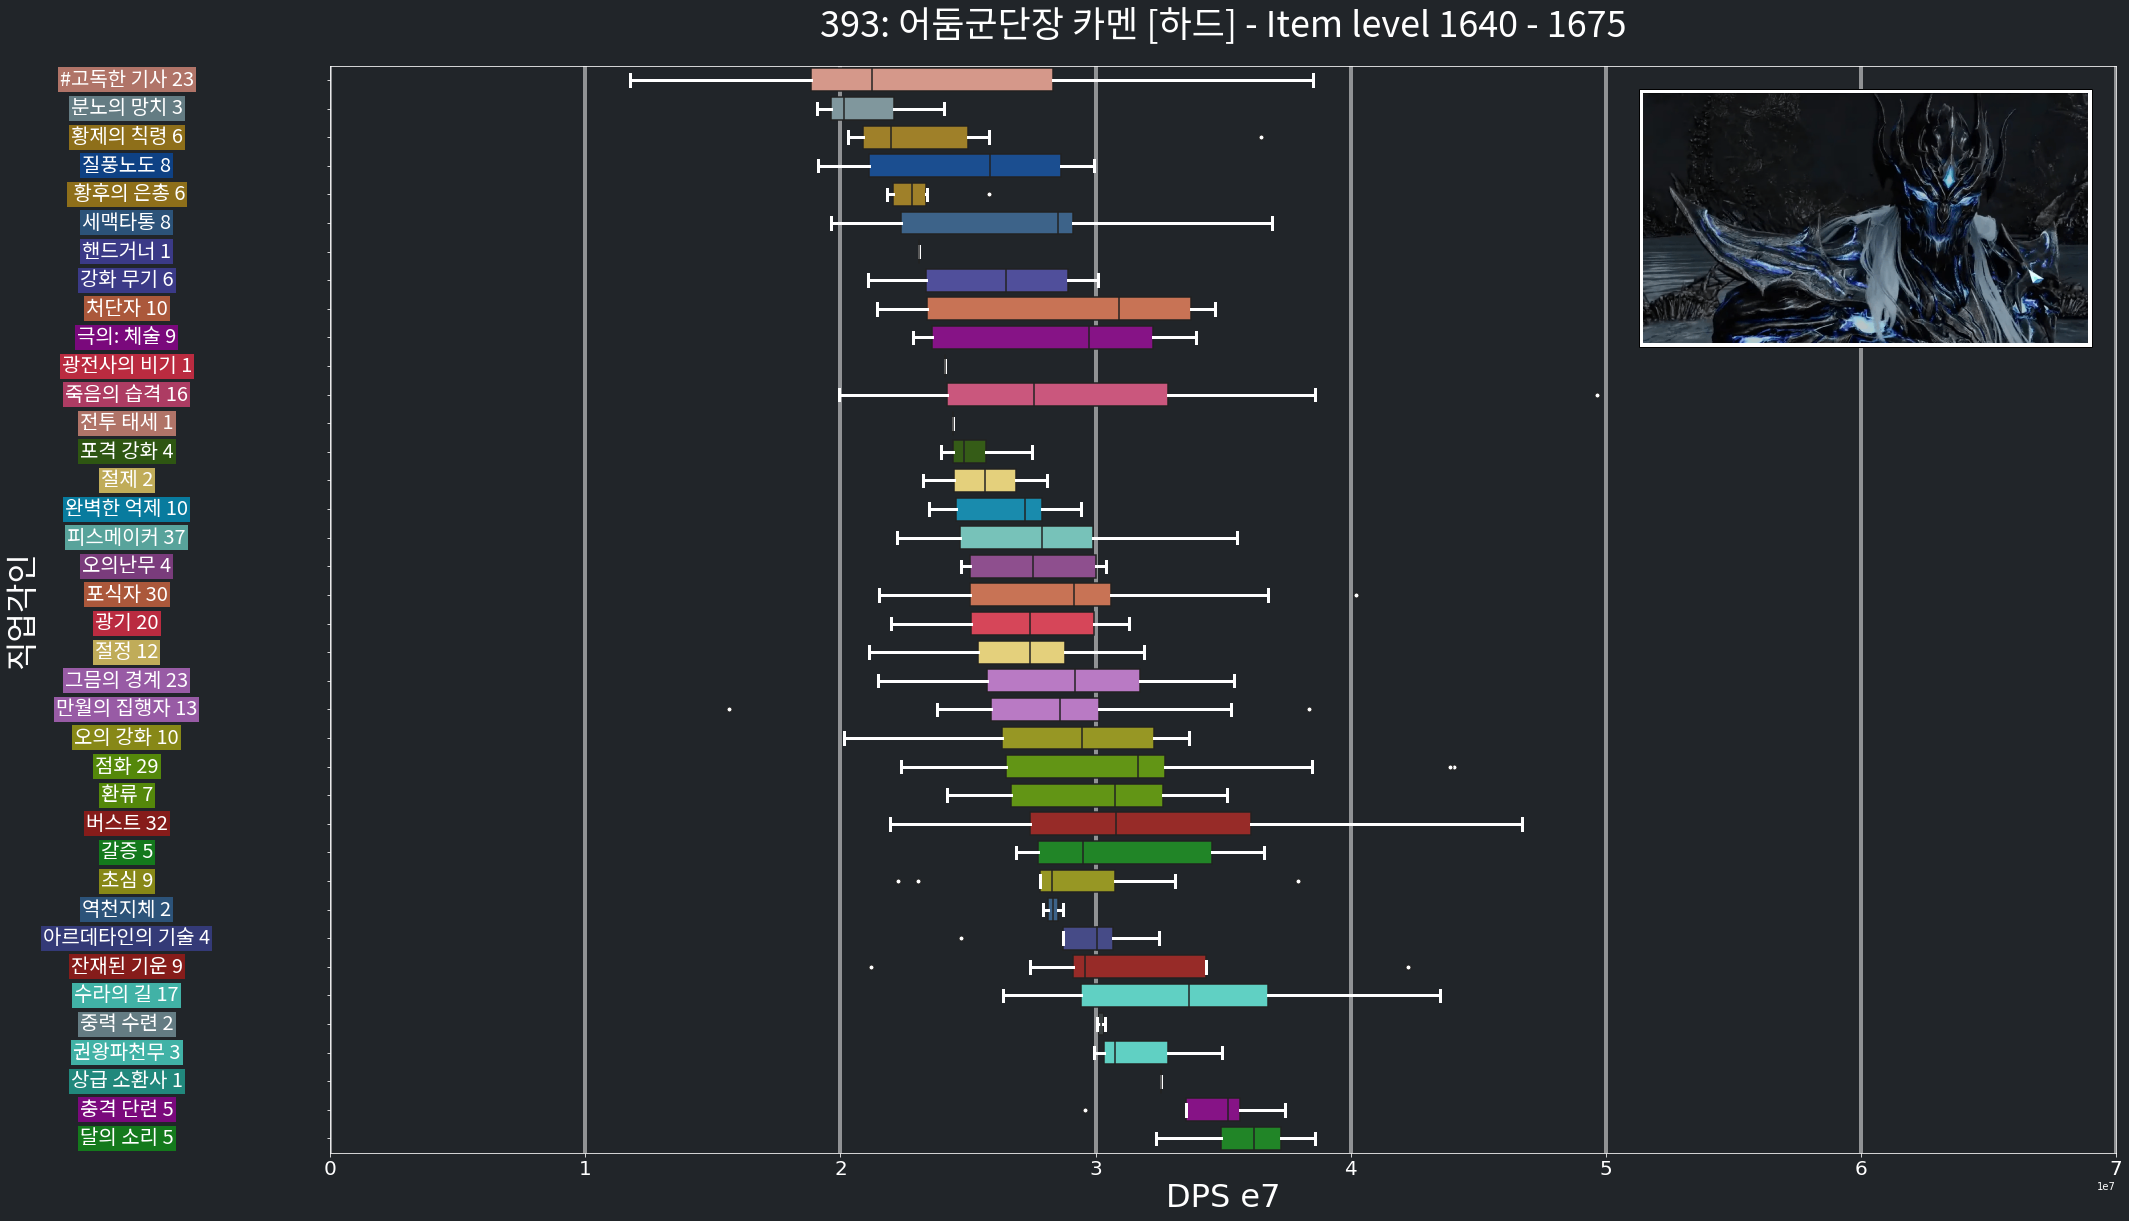 393: 어둠군단장 카멘 [하드] - Item level 1640 - 1675
#고독한 기사 23
분노의 망치 3
황제의 칙령 6
질풍노도 8
황후의 은총 6
세맥타통 8
핸드거너 1
강화 무기 6
처단자 10
극의: 체술 9
광전사의 비기 1
죽음의 습격 16
전투 태세 1
포격 강화 4
절제 2
완벽한 억제 10
피스메이커 37
오의난무 4
포식자 30
광기 20
절정 12
그믐의 경계 23
만월의 집행자 13
오의 강화 10
점화 29
환류 7
버스트 32
갈증 5
초심 9
역천지체 2
아르데타인의 기술 4
잔재된 기운 9
수라의 길 17
중력 수련 2
권왕파천무 3
상급 소환사 1
충격 단련 5
달의 소리 5
직업각인
0 1 2 3 4 5 6 7
1e7
DPS e7